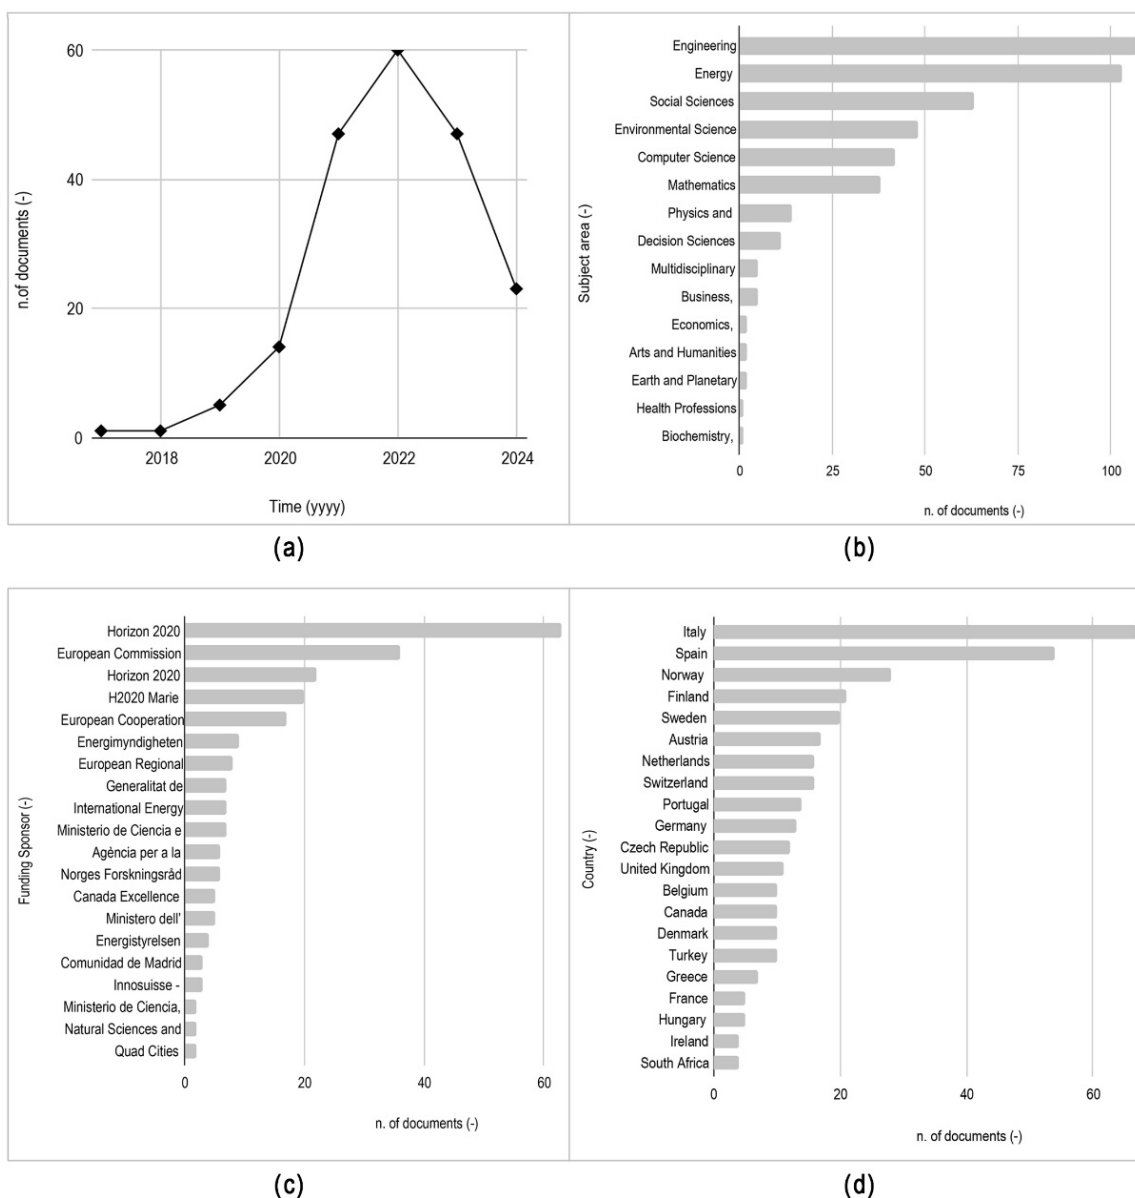 60
40
20
0
n.of documents (-)
2018 2020 2022 2024
Time (yyyy)
(a)
Subject area (-)
Engineering
Energy
Social Sciences
Environmental Science
Computer Science
Mathematics
Physics and
Decision Sciences
Multidisciplinary
Business,
Economics,
Arts and Humanities
Earth and Planetary
Health Professions
Biochemistry,
0 25 50 75 100
n. of documents (-)
(b)
Funding Sponsor (-)
Horizon 2020
European Commission
Horizon 2020
H2020 Marie
European Cooperation
Energimyndigheten
European Regional
Generalitat de
International Energy
Ministerio de Ciencia e
Agència per a la
Norges Forskningsråd
Canada Excellence
Ministero dell'
Energistyrelsen
Comunidad de Madrid
Innosuisse -
Ministerio de Ciencia,
Natural Sciences and
Quad Cities
0 20 40 60
n. of documents (-)
(c)
Country (-)
Italy
Spain
Norway
Finland
Sweden
Austria
Netherlands
Switzerland
Portugal
Germany
Czech Republic
United Kingdom
Belgium
Canada
Denmark
Turkey
Greece
France
Hungary
Ireland
South Africa
0 20 40 60
n. of documents (-)
(d)